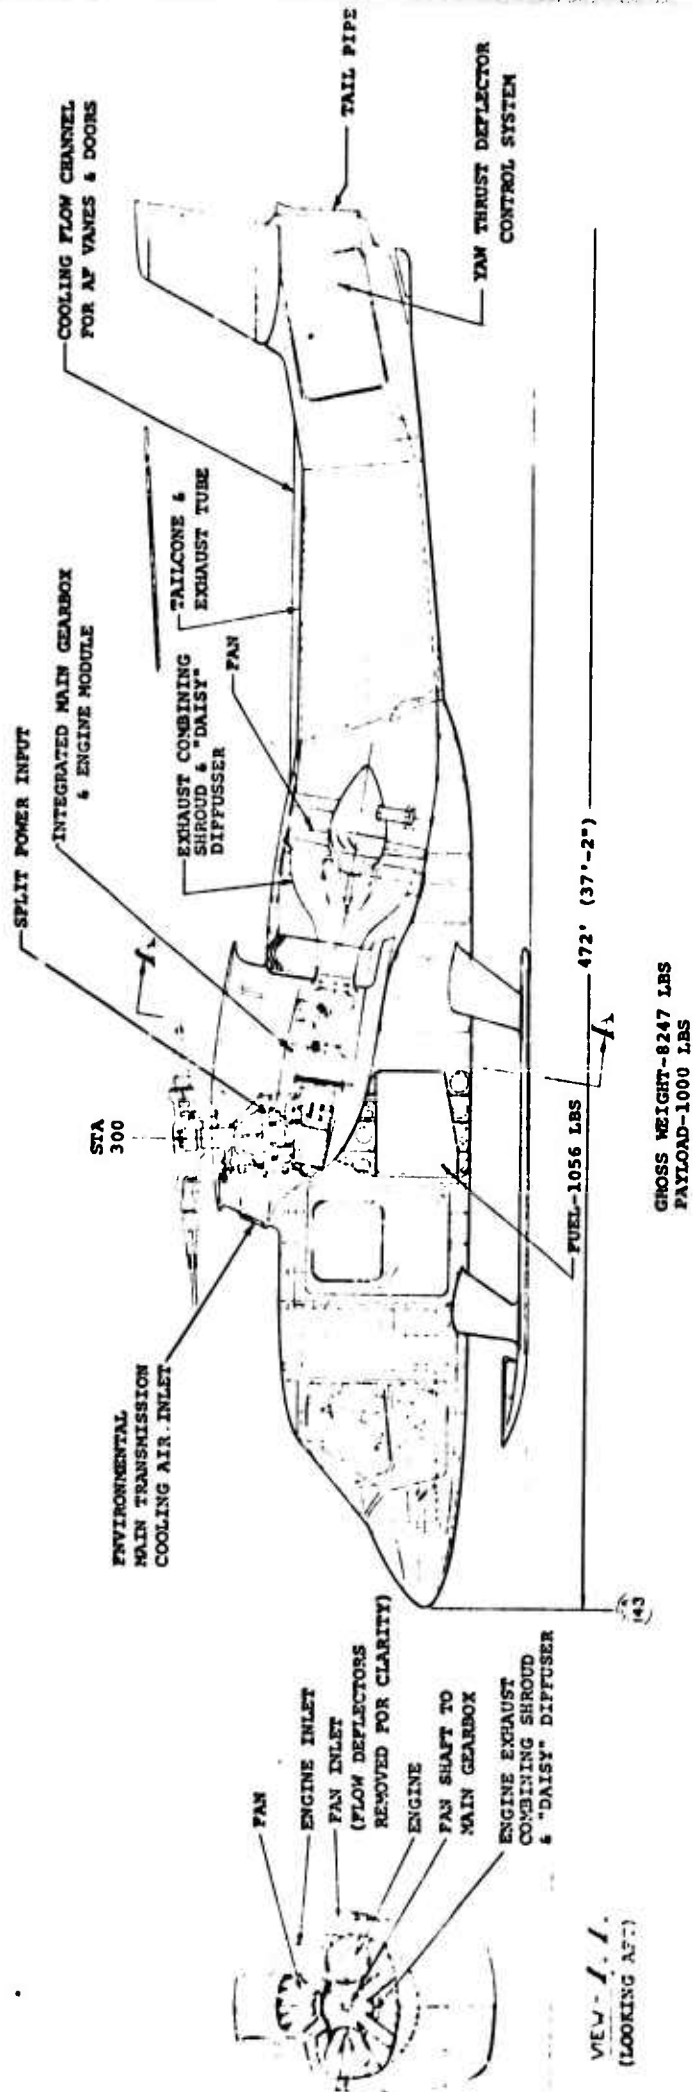 SPLIT POWER INPUT
INTEGRATED MAIN GEARBOX
& ENGINE MODULE
COOLING FLOW CHANNEL
FOR AF VANES & DOORS
TAIL PIPE
YAW THRUST DEFLECTOR
CONTROL SYSTEM
TAILCONE &
EXHAUST TUBE
FAN
EXHAUST COMBINING
SHROUD & "DAISY"
DIFFUSSER
STA
300
ENVIRONMENTAL
MAIN TRANSMISSION
COOLING AIR INLET
FUEL-1056 LBS
472' (37'-2")
GROSS WEIGHT-8247 LBS
PAYLOAD-1000 LBS
143
FAN
ENGINE INLET
FAN INLET
(FLOW DEFLECTORS
REMOVED FOR CLARITY)
ENGINE
FAN SHAFT TO
MAIN GEARBOX
ENGINE EXHAUST
COMBINING SHROUD
& "DAISY" DIFFUSER
VIEW-
(LOOKING AFT)